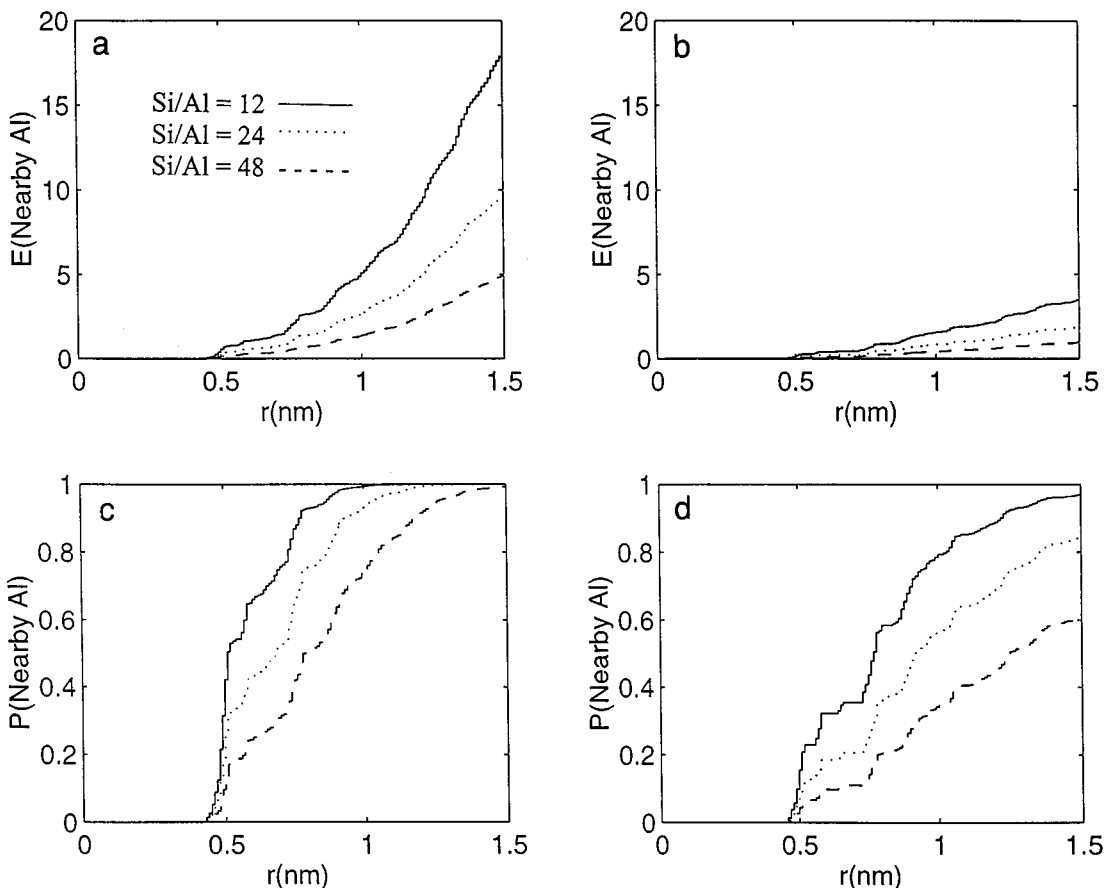 a
20
15
10
5
0
E(Nearby Al)
Si/Al = 12
Si/Al = 24
Si/Al = 48
0 0.5 1 1.5
r(nm)
b
20
15
10
5
0
E(Nearby Al)
0 0.5 1 1.5
r(nm)
c
1
0.8
0.6
0.4
0.2
0
P(Nearby Al)
0 0.5 1 1.5
r(nm)
d
1
0.8
0.6
0.4
0.2
0
P(Nearby Al)
0 0.5 1 1.5
r(nm)